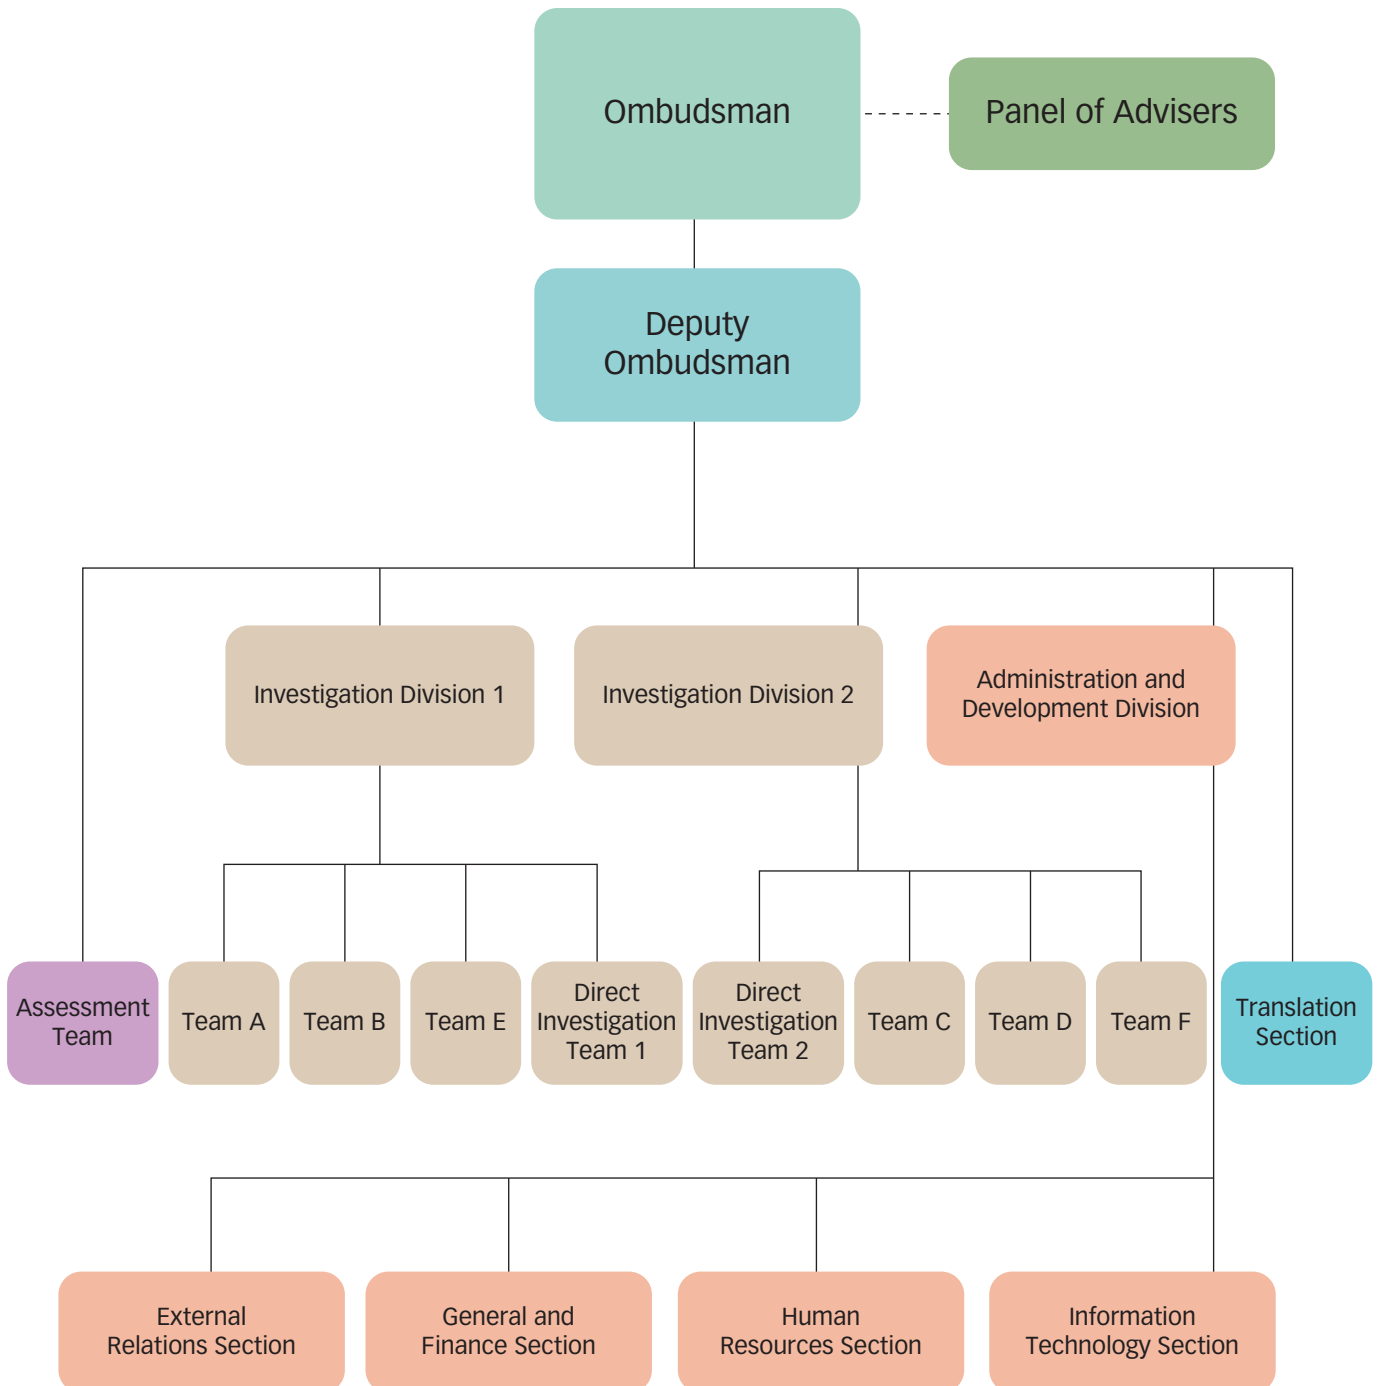 Ombudsman
Panel of Advisers
Deputy
Ombudsman
Investigation Division 1
Investigation Division 2
Administration and
Development Division
Assessment
Team
Team A
Team B
Team E
Direct
Investigation
Team 1
Direct
Investigation
Team 2
Team C
Team D
Team F
Translation
Section
External
Relations Section
General and
Finance Section
Human
Resources Section
Information
Technology Section